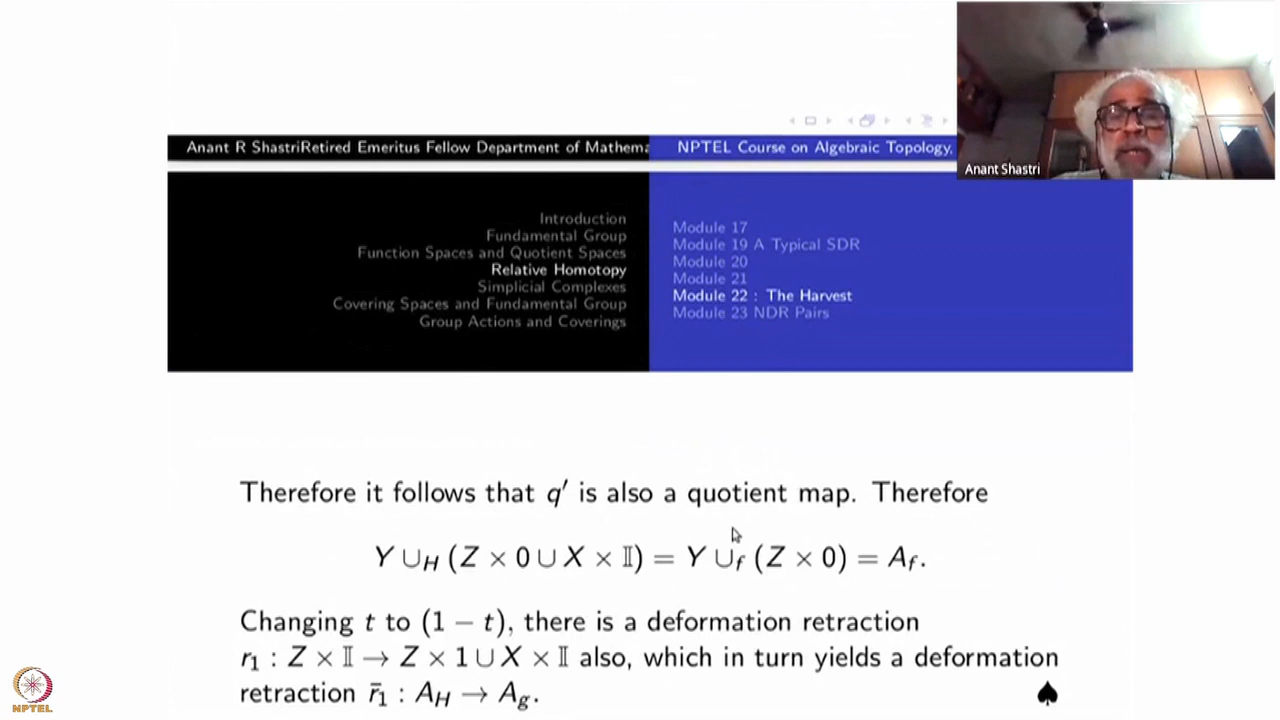 Anant R ShastriRetired Emeritus Fellow Department of Mathema
NPTEL Course on Algebraic Topology,
Anant Shastri
Introduction
Fundamental Group
Function Spaces and Quotient Spaces
Relative Homotopy
Simplicial Complexes
Covering Spaces and Fundamental Group
Group Actions and Coverings
Module 17
Module 19 A Typical SDR
Module 20
Module 21
Module 22 : The Harvest
Module 23 NDR Pairs
Therefore it follows that q′ is also a quotient map. Therefore
Y ∪_H (Z × 0 ∪ X × 𝕀) = Y ∪_f (Z × 0) = A_f.
Changing t to (1 − t), there is a deformation retraction
r₁ : Z × 𝕀 → Z × 1 ∪ X × 𝕀 also, which in turn yields a deformation
retraction r̄₁ : A_H → A_g. ♠
NPTEL